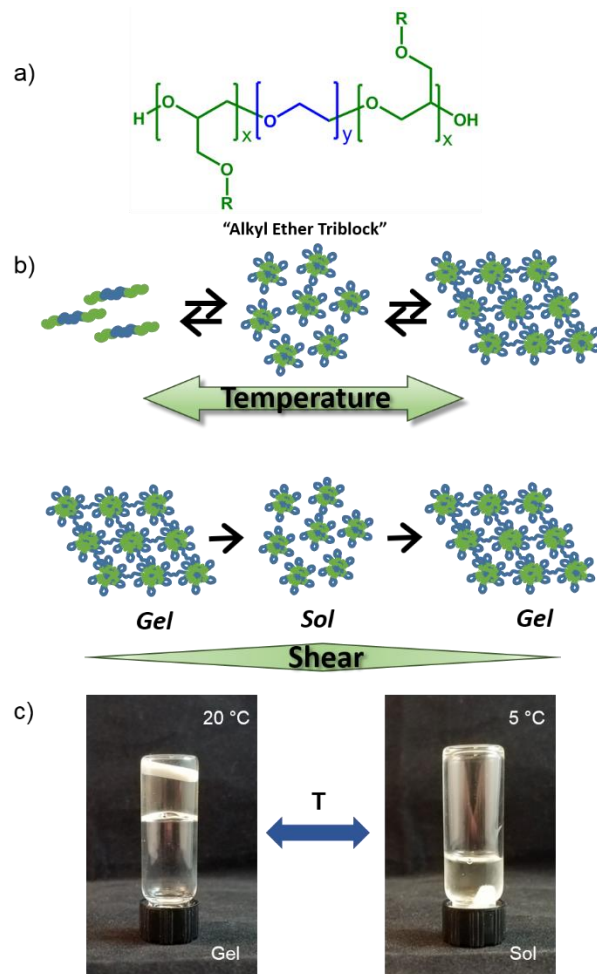 a)
R
O
H
O
x
O
y
O
OH
x
O
R
"Alkyl Ether Triblock"
b)
Temperature
Gel
Sol
Gel
Shear
c)
20 °C
5 °C
T
Gel
Sol